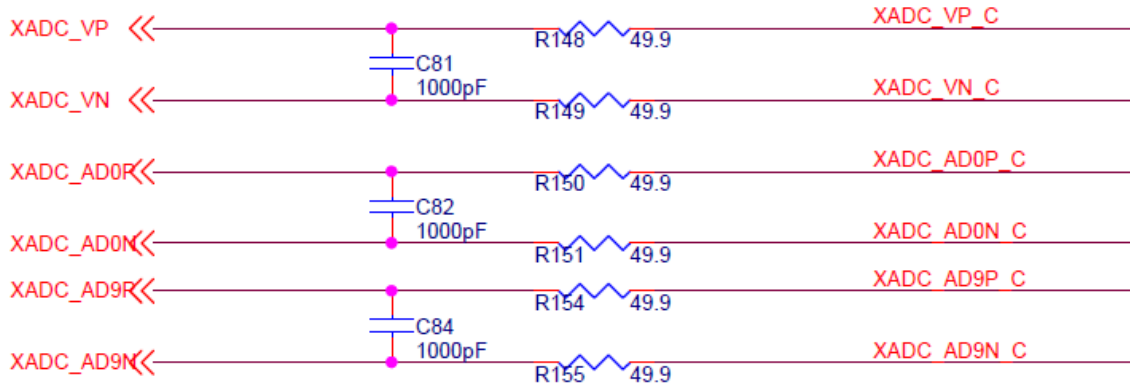 XADC_VP_C
XADC_VP
R148 49.9
C81
1000pF
XADC_VN_C
XADC_VN
R149 49.9
XADC_AD0P_C
XADC_AD0P
R150 49.9
C82
1000pF
XADC_AD0N_C
XADC_AD0N
R151 49.9
XADC_AD9P_C
XADC_AD9P
R154 49.9
C84
1000pF
XADC_AD9N_C
XADC_AD9N
R155 49.9